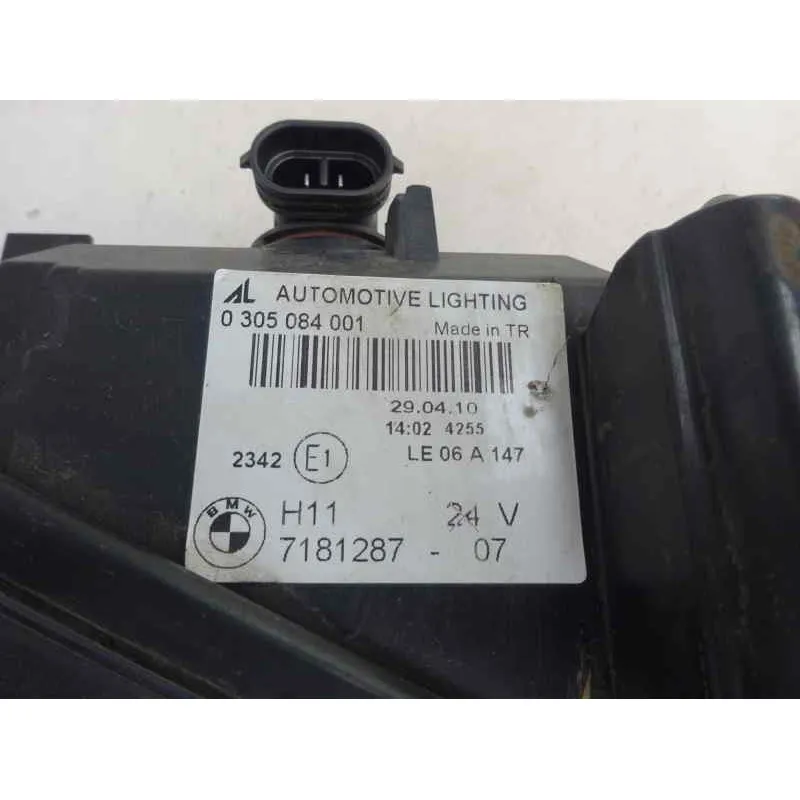 AL AUTOMOTIVE LIGHTING
0 305 084 001 Made in TR
29.04.10
14:02 4255
2342 E1 LE 06 A 147
BMW H11 24 V
7181287 - 07